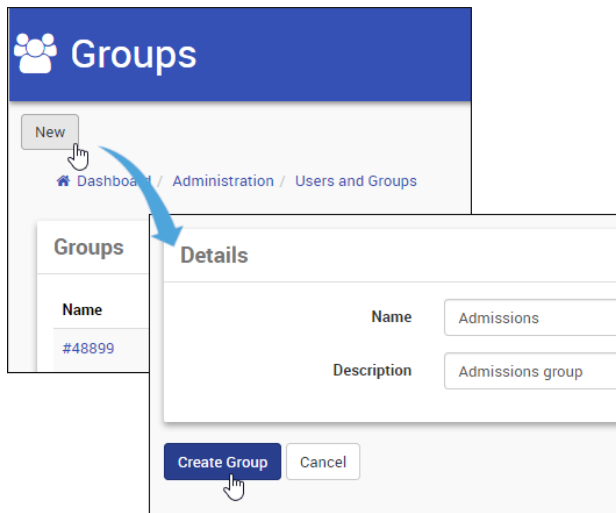 Groups
New
Dashboard / Administration / Users and Groups
Groups
Name
#48899
Details
Name Admissions
Description Admissions group
Create Group Cancel